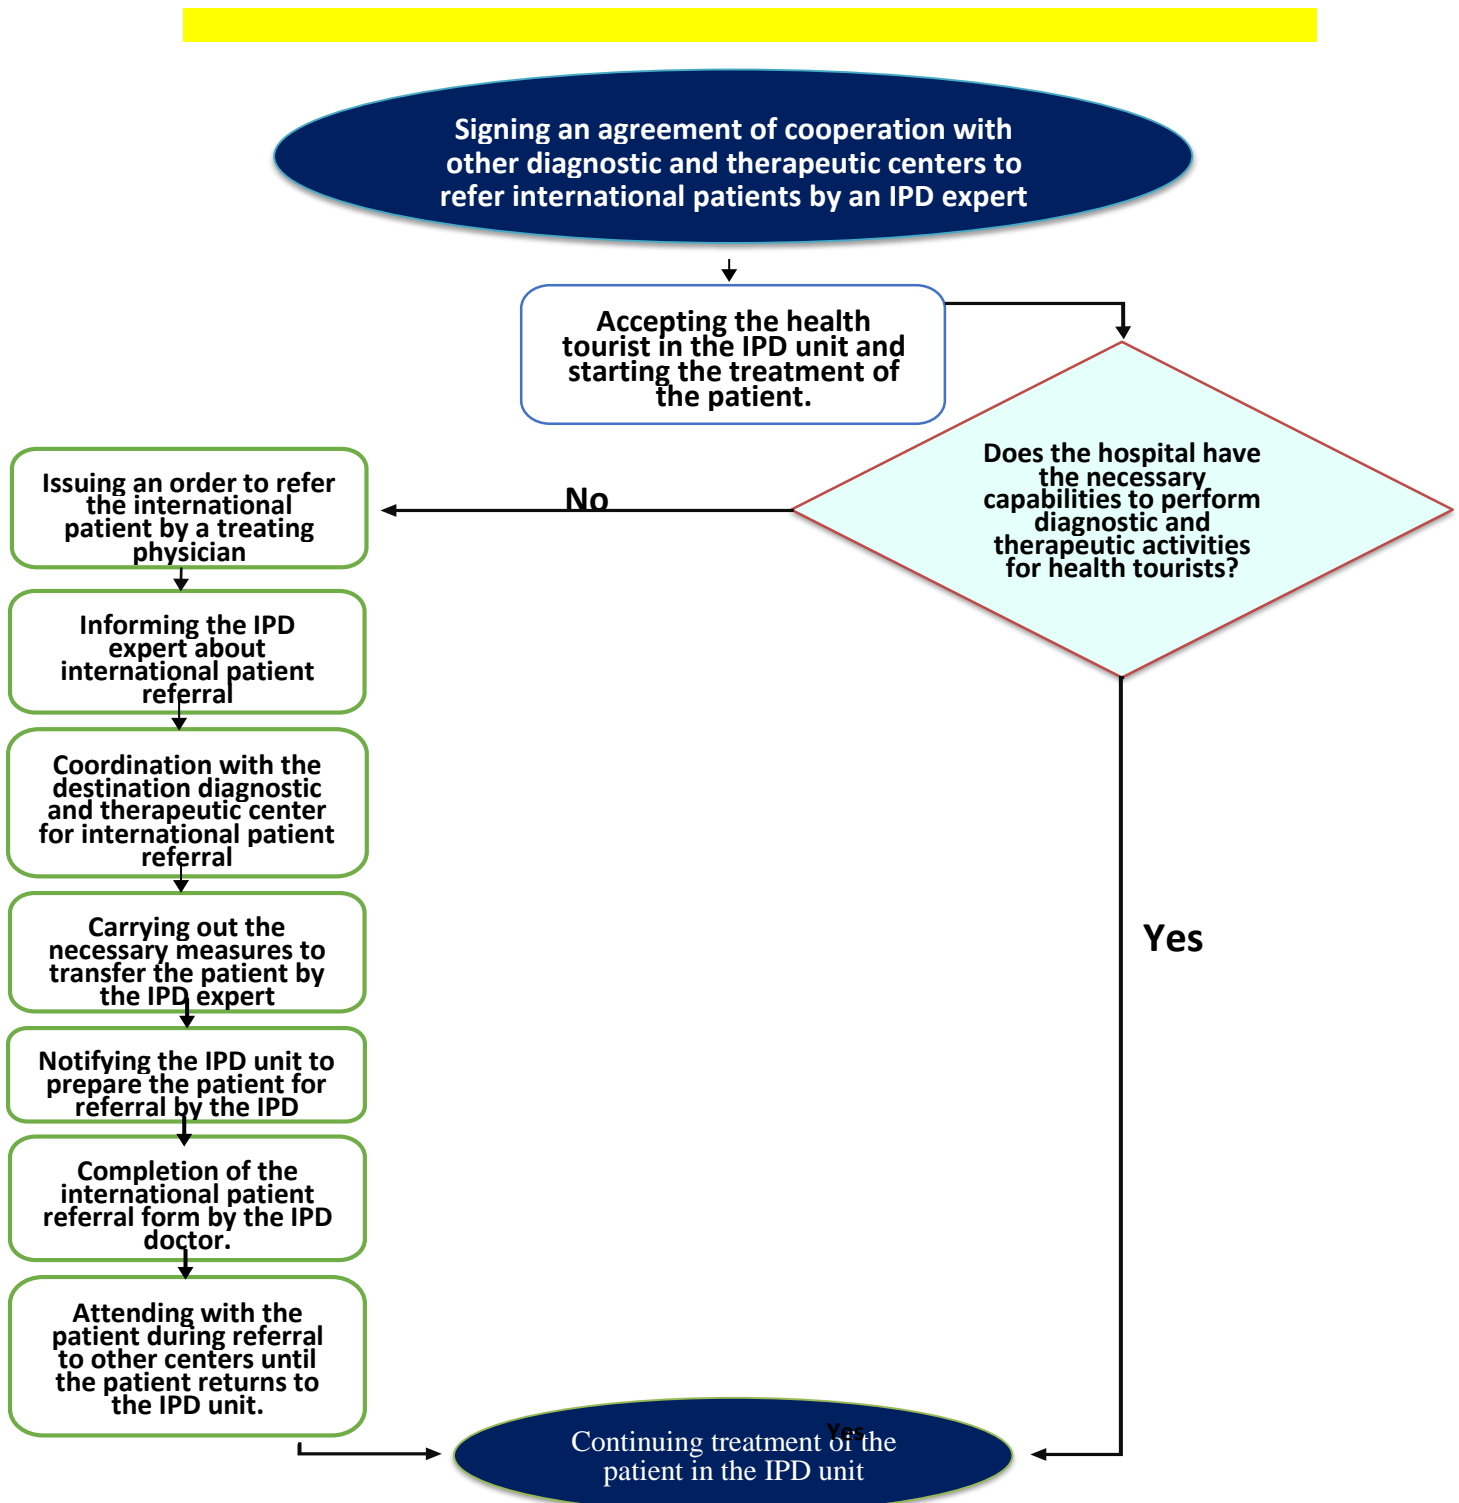 Signing an agreement of cooperation with
other diagnostic and therapeutic centers to
refer international patients by an IPD expert
Accepting the health
tourist in the IPD unit and
starting the treatment of
the patient.
Does the hospital have
the necessary
capabilities to perform
diagnostic and
therapeutic activities
for health tourists?
No
Issuing an order to refer
the international
patient by a treating
physician
Informing the IPD
expert about
international patient
referral
Coordination with the
destination diagnostic
and therapeutic center
for international patient
referral
Carrying out the
necessary measures to
transfer the patient by
the IPD expert
Yes
Notifying the IPD unit to
prepare the patient for
referral by the IPD
Completion of the
international patient
referral form by the IPD
doctor.
Attending with the
patient during referral
to other centers until
the patient returns to
the IPD unit.
Yes
Continuing treatment of the
patient in the IPD unit